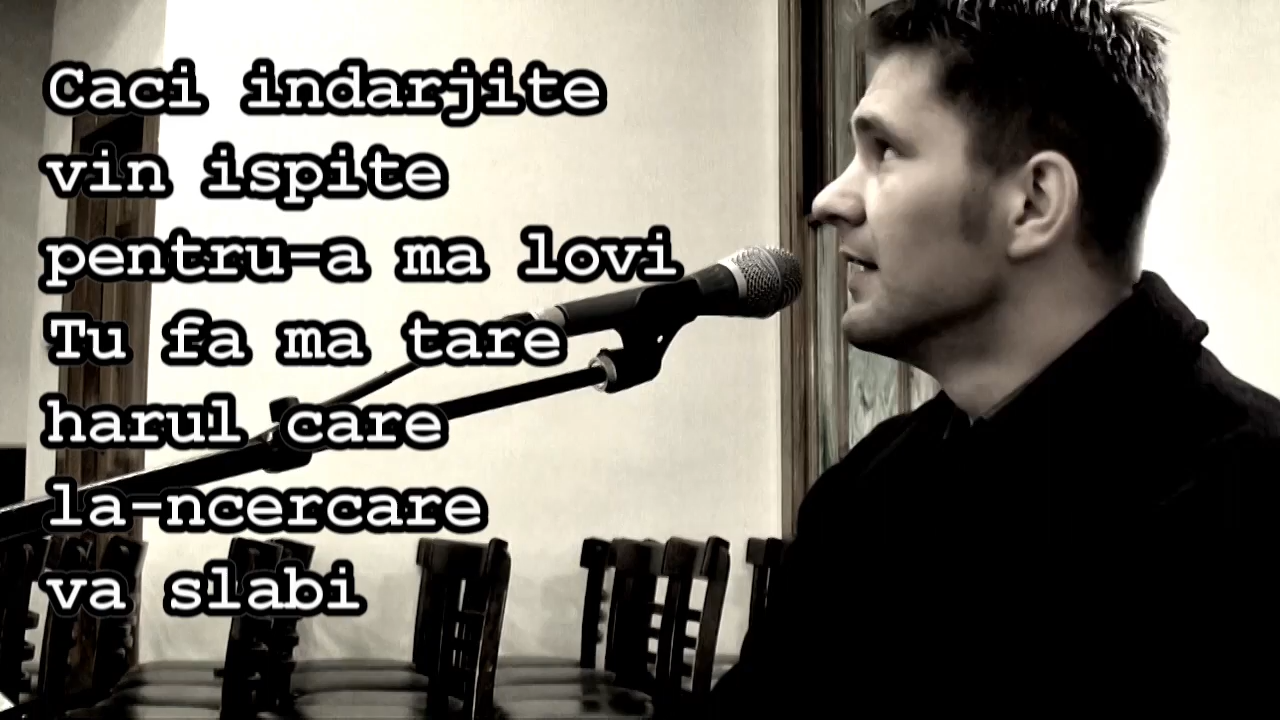 Caci indarjite
vin ispite
pentru-a ma lovi
Tu fa ma tare
harul care
la-ncercare
va slabi